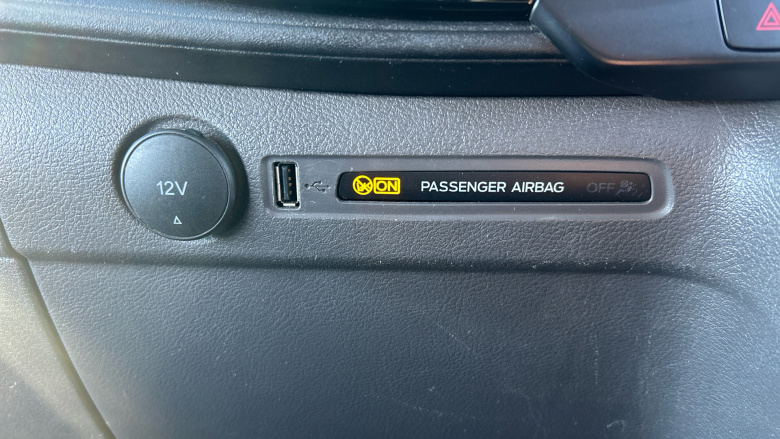 12V
ON PASSENGER AIRBAG OFF